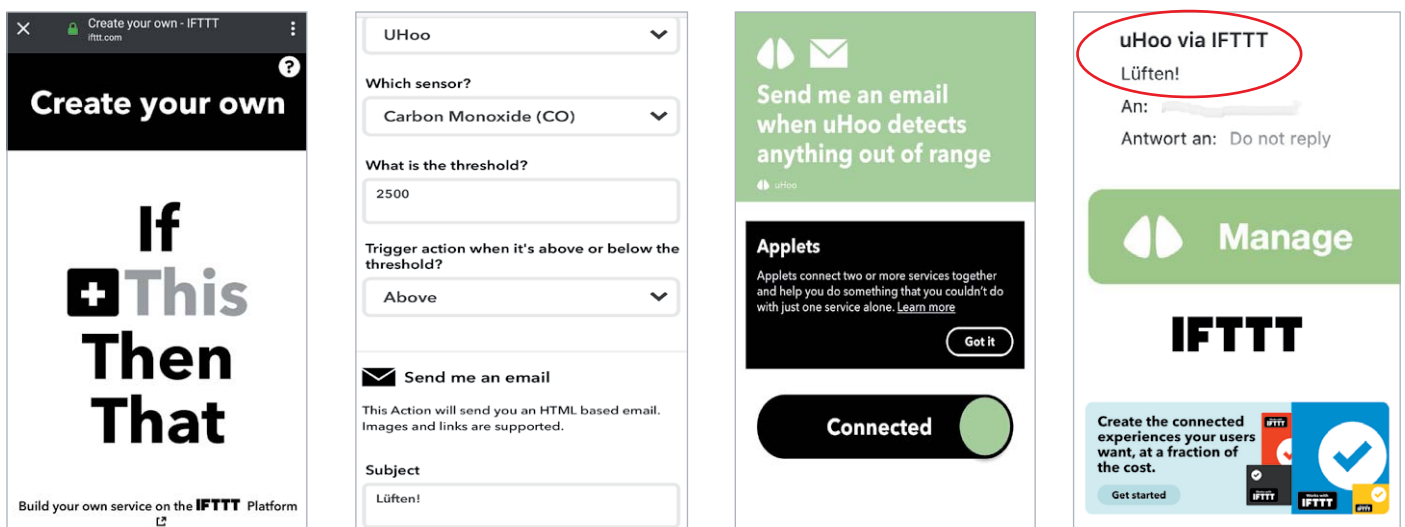 Create your own - IFTTT
ifttt.com
?
Create your own
If
+This
Then
That
Build your own service on the IFTTT Platform
UHoo
Which sensor?
Carbon Monoxide (CO)
What is the threshold?
2500
Trigger action when it's above or below the
threshold?
Above
Send me an email
This Action will send you an HTML based email.
Images and links are supported.
Subject
Lüften!
Send me an email
when uHoo detects
anything out of range
uHoo
Applets
Applets connect two or more services together
and help you do something that you couldn't do
with just one service alone. Learn more
Got it
Connected
uHoo via IFTTT
Lüften!
An:
Antwort an: Do not reply
Manage
IFTTT
Create the connected
experiences your users
want, at a fraction of
the cost.
Get started
IFTTT
IFTTT
Works with
IFTTT
IFTTT